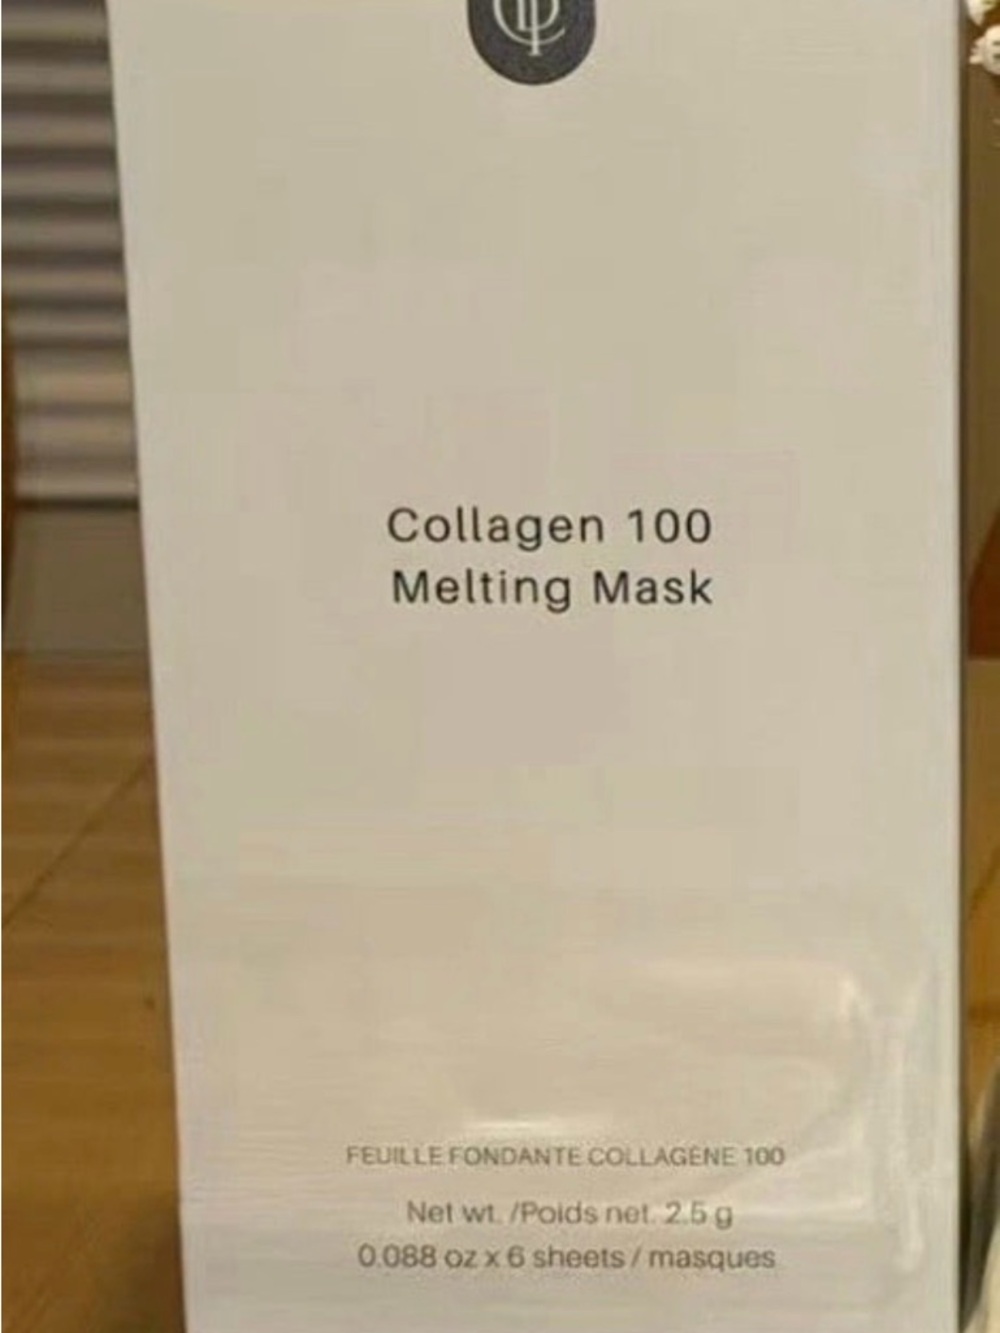 Collagen 100
Melting Mask
FEUILLE FONDANTE COLLAGÈNE 100
Net wt. /Poids net. 2.5 g
0.088 oz x 6 sheets / masques